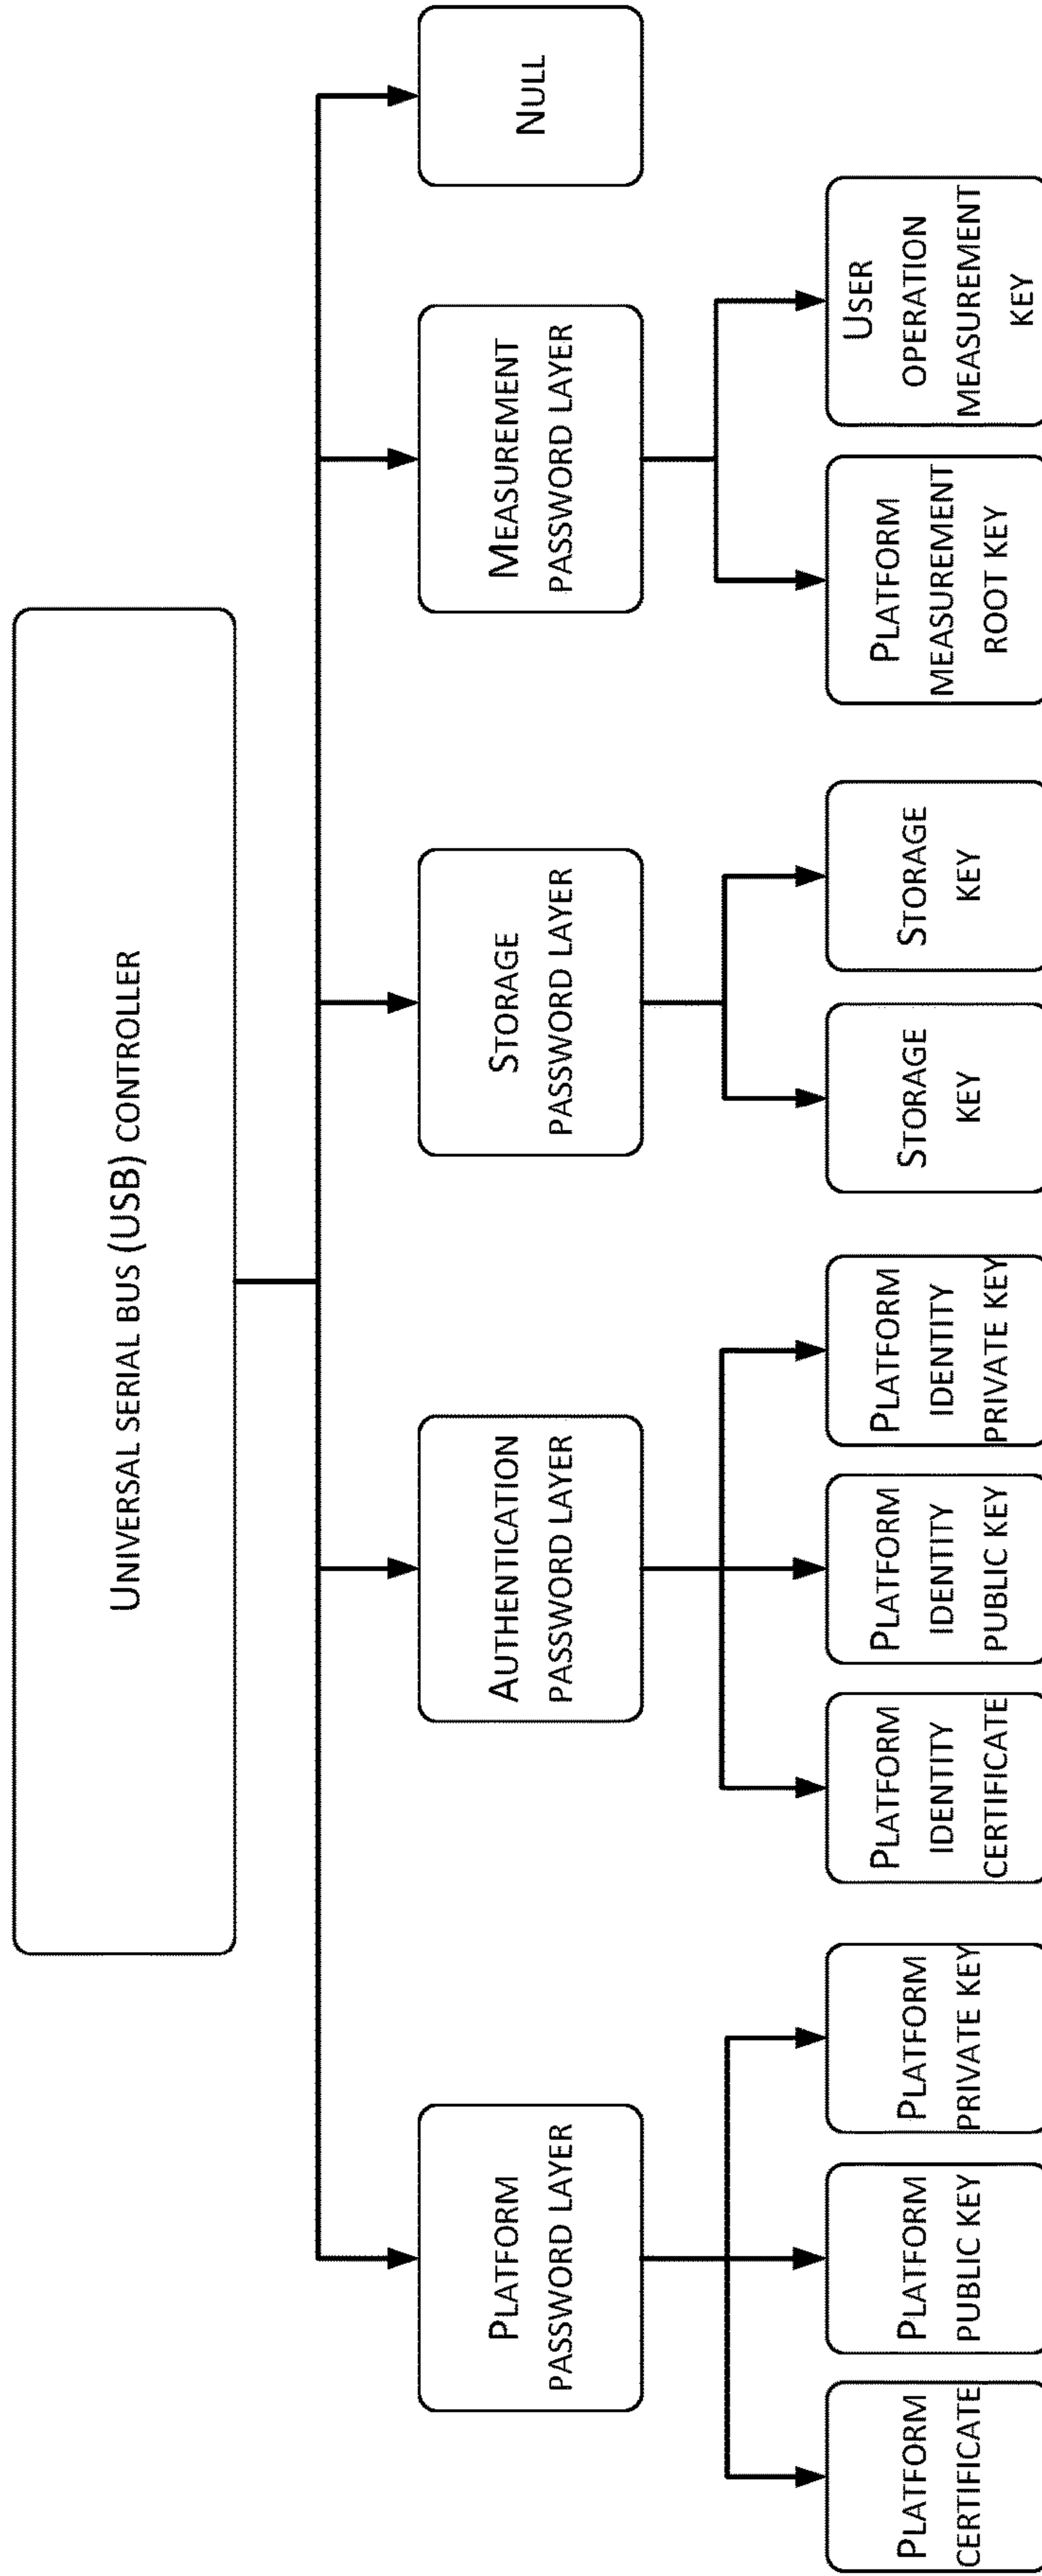 UNIVERSAL SERIAL BUS (USB) CONTROLLER
PLATFORM
PASSWORD LAYER
AUTHENTICATION
PASSWORD LAYER
STORAGE
PASSWORD LAYER
MEASUREMENT
PASSWORD LAYER
NULL
PLATFORM
CERTIFICATE
PLATFORM
PUBLIC KEY
PLATFORM
PRIVATE KEY
PLATFORM
IDENTITY
CERTIFICATE
PLATFORM
IDENTITY
PUBLIC KEY
PLATFORM
IDENTITY
PRIVATE KEY
STORAGE
KEY
STORAGE
KEY
PLATFORM
MEASUREMENT
ROOT KEY
USER
OPERATION
MEASUREMENT
KEY